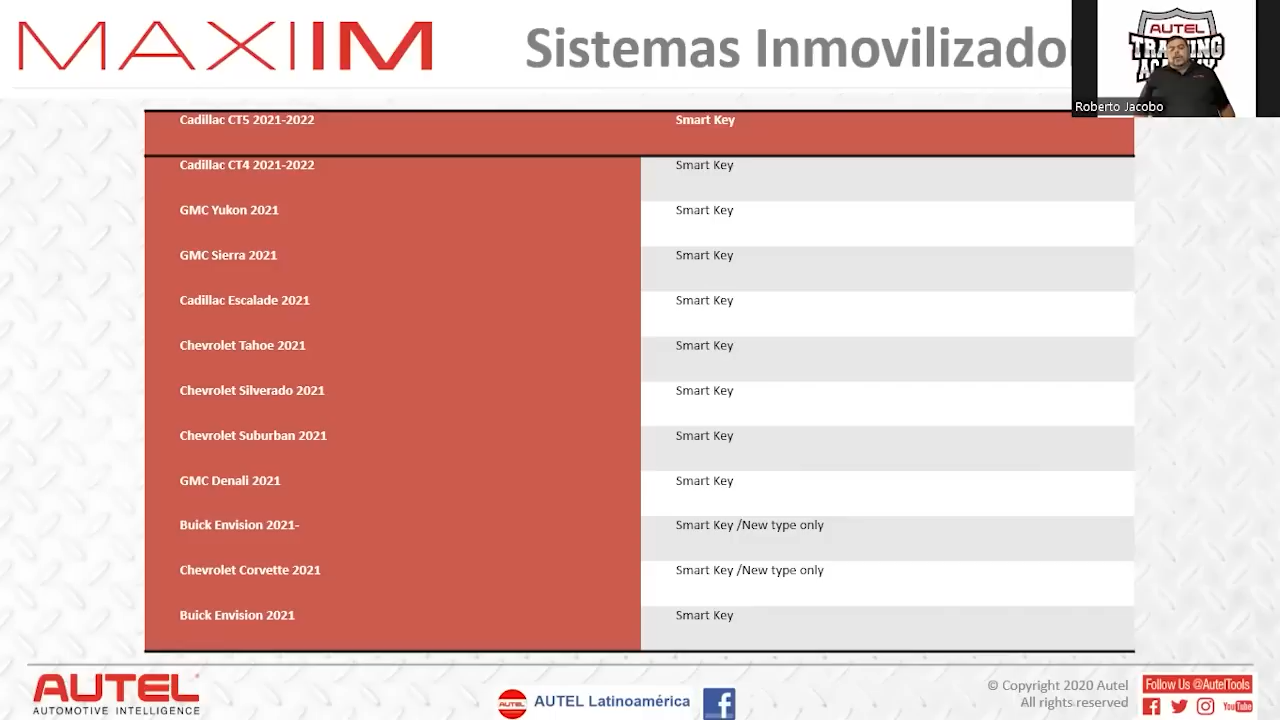 MAXIIM
Sistemas Inmovilizado
AUTEL
TRAINING
Roberto Jacobo
Cadillac CT5 2021-2022 Smart Key
Cadillac CT4 2021-2022 Smart Key
GMC Yukon 2021 Smart Key
GMC Sierra 2021 Smart Key
Cadillac Escalade 2021 Smart Key
Chevrolet Tahoe 2021 Smart Key
Chevrolet Silverado 2021 Smart Key
Chevrolet Suburban 2021 Smart Key
GMC Denali 2021 Smart Key
Buick Envision 2021- Smart Key /New type only
Chevrolet Corvette 2021 Smart Key /New type only
Buick Envision 2021 Smart Key
AUTEL
AUTOMOTIVE INTELLIGENCE
AUTEL
AUTEL Latinoamérica
© Copyright 2020 Autel
All rights reserved
Follow Us @AutelTools
YouTube